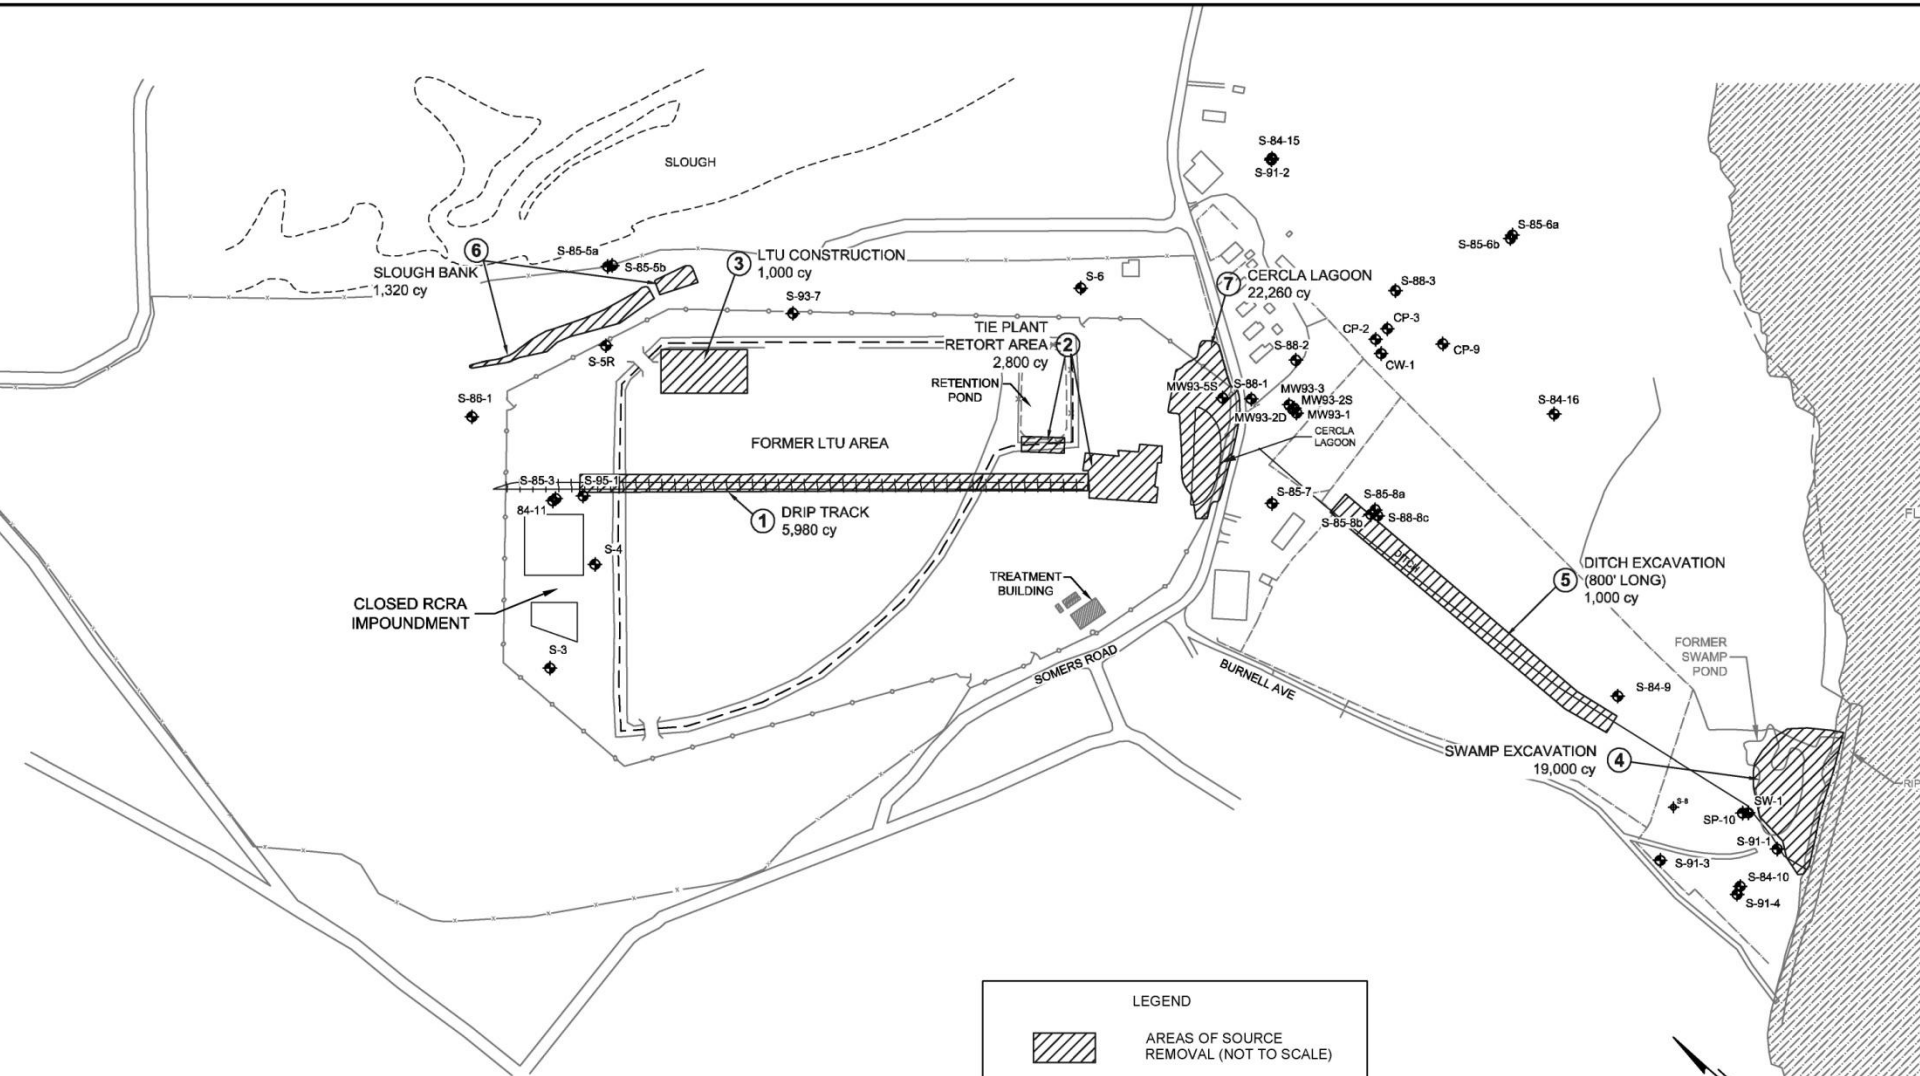 S-84-15
S-91-2
SLOUGH
S-85-6a
S-85-6b
6
S-85-5a
S-85-5b
SLOUGH BANK
1,320 cy
3
LTU CONSTRUCTION
1,000 cy
S-6
7
CERCLA LAGOON
22,260 cy
S-88-3
S-93-7
TIE PLANT
RETORT AREA
2,800 cy
2
CP-3
CP-2
CP-9
CW-1
S-88-2
S-5R
RETENTION
POND
MW93-5S
S-88-1
MW93-3
MW93-2S
MW93-1
MW93-2D
S-86-1
S-84-16
CERCLA
LAGOON
FORMER LTU AREA
S-85-3
S-95-1
84-11
1
DRIP TRACK
5,980 cy
S-85-7
S-85-8a
S-85-8b
S-88-8c
FL
S-4
DITCH
5
DITCH EXCAVATION
(800' LONG)
1,000 cy
TREATMENT
BUILDING
CLOSED RCRA
IMPOUNDMENT
S-3
SOMERS ROAD
BURNELL AVE
FORMER
SWAMP
POND
S-84-9
SWAMP EXCAVATION
19,000 cy
4
RIP
S-8
SW-1
SP-10
S-91-1
S-91-3
S-84-10
S-91-4
LEGEND
AREAS OF SOURCE
REMOVAL (NOT TO SCALE)